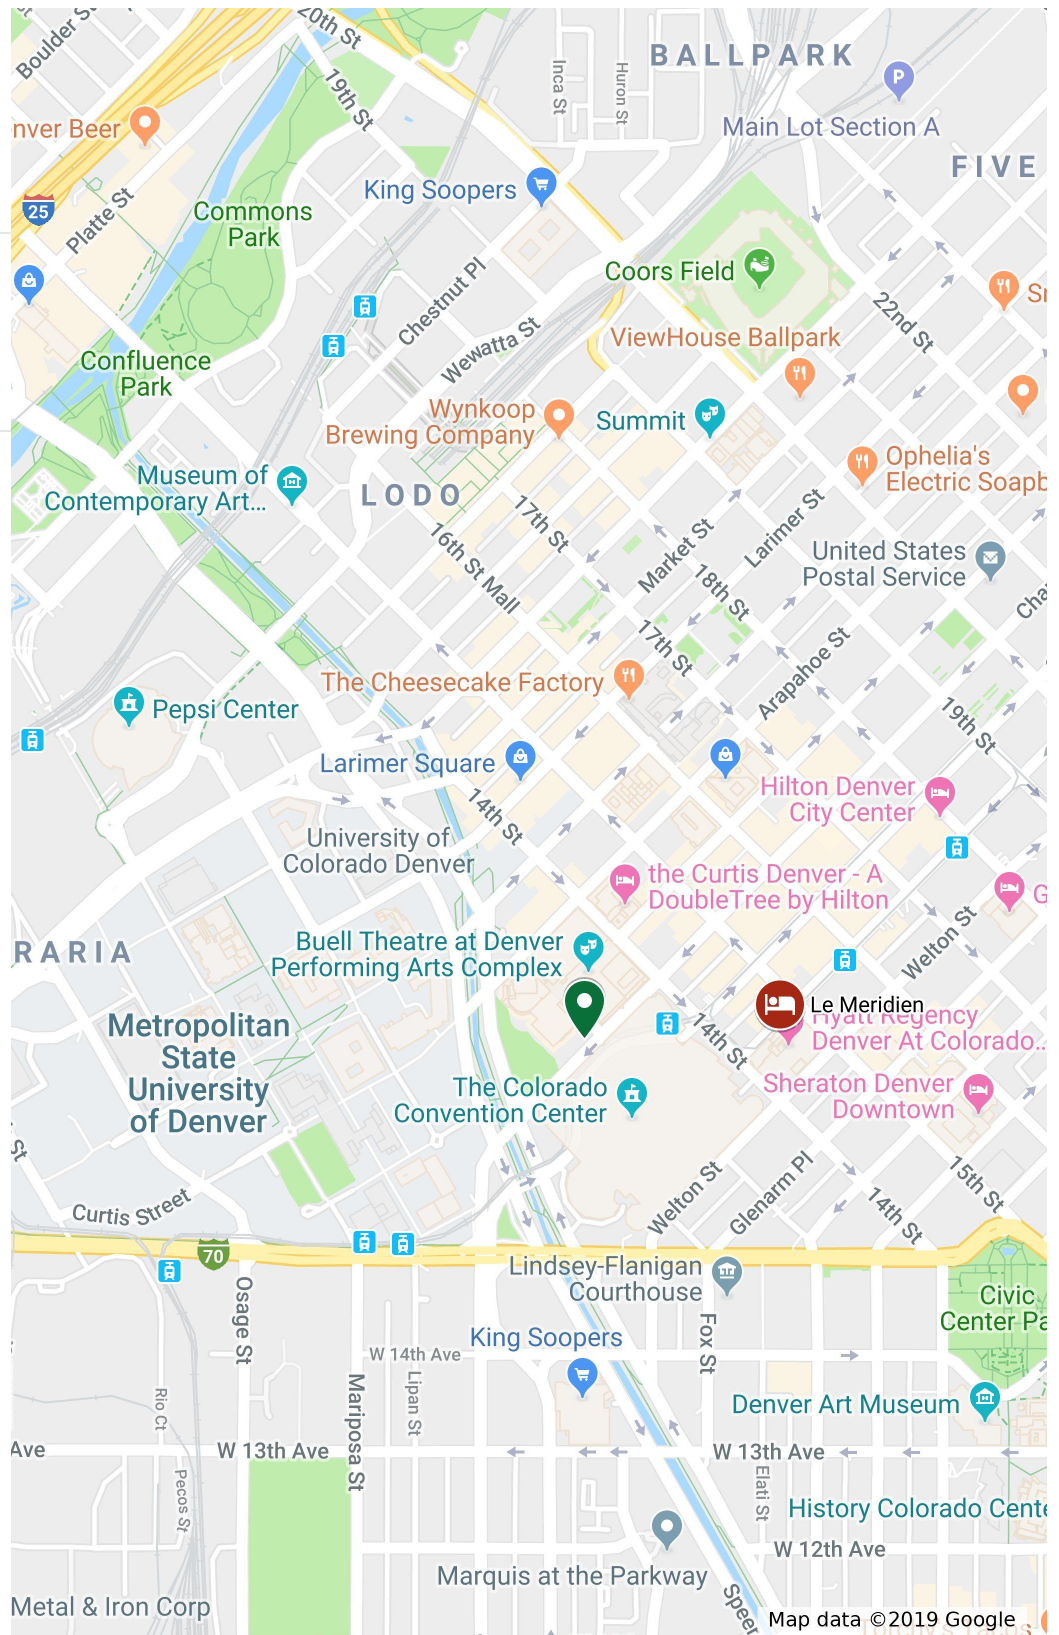 20th St
Boulder St
Inca St
Huron St
BALLPARK
19th St
P
Main Lot Section A
nver Beer
FIVE
King Soopers
25
Platte St
Commons
Park
Coors Field
Chestnut Pl
22nd St
ViewHouse Ballpark
Wewatta St
Confluence
Park
Wynkoop
Brewing Company
Summit
Ophelia's
Electric Soapb
Museum of
Contemporary Art...
LODO
17th St
Market St
Larimer St
United States
Postal Service
16th St Mall
18th St
17th St
Arapahoe St
The Cheesecake Factory
Pepsi Center
19th St
Larimer Square
Hilton Denver
City Center
14th St
University of
Colorado Denver
the Curtis Denver - A
DoubleTree by Hilton
G
RARIA
Buell Theatre at Denver
Performing Arts Complex
Welton St
Le Meridien
Hyatt Regency
Denver At Colorado...
Metropolitan
State
University
of Denver
14th St
The Colorado
Convention Center
Sheraton Denver
Downtown
St
Curtis Street
Welton St
Glenarm Pl
15th St
14th St
70
Lindsey-Flanigan
Courthouse
Osage St
Civic
Center Pa
King Soopers
Fox St
W 14th Ave
Rio Ct
Mariposa St
Lipan St
Denver Art Museum
Ave
W 13th Ave
W 13th Ave
Pecos St
Elati St
History Colorado Cente
W 12th Ave
Marquis at the Parkway
Metal & Iron Corp
Speer
Map data ©2019 Google